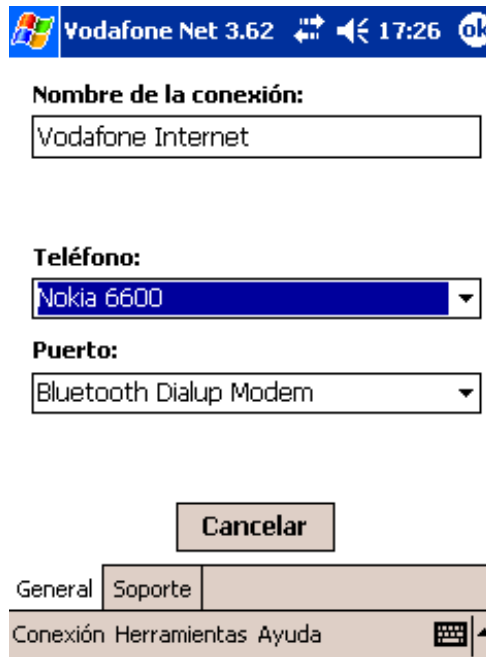 Vodafone Net 3.62 17:26 ok
Nombre de la conexión:
Vodafone Internet
Teléfono:
Nokia 6600
Puerto:
Bluetooth Dialup Modem
Cancelar
General Soporte
Conexión Herramientas Ayuda